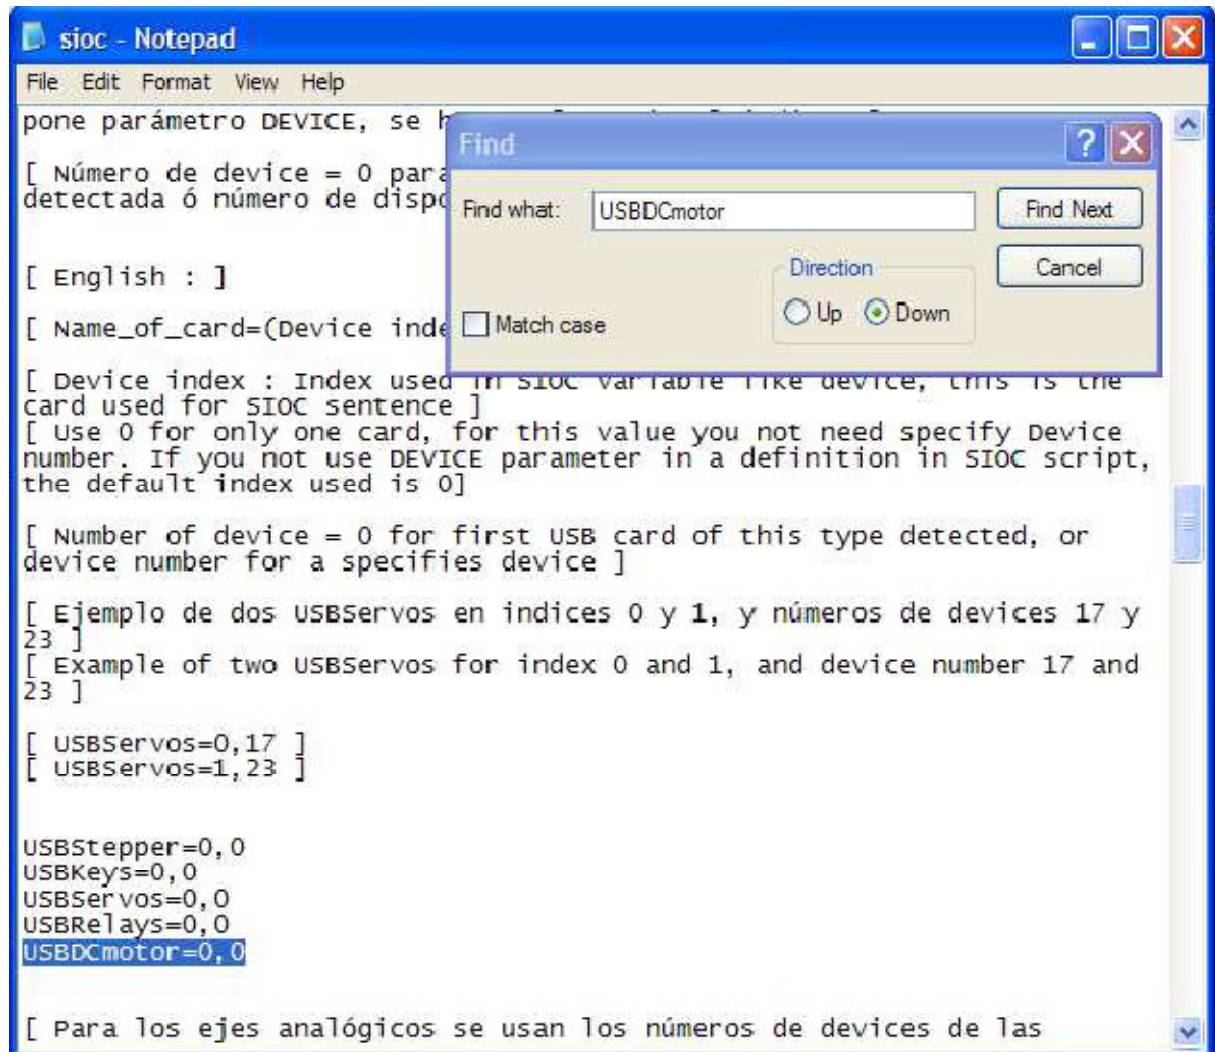 sioc - Notepad
File Edit Format View Help
pone parámetro DEVICE, se h
[ Número de device = 0 para
detectada ó número de dispo
[ English : ]
[ Name_of_card=(Device inde
[ Device index : Index used in SIOC variable like device, this is the
card used for SIOC sentence ]
[ Use 0 for only one card, for this value you not need specify Device
number. If you not use DEVICE parameter in a definition in SIOC script,
the default index used is 0]
[ Number of device = 0 for first USB card of this type detected, or
device number for a specifies device ]
[ Ejemplo de dos USBServos en indices 0 y 1, y números de devices 17 y
23 ]
[ Example of two USBServos for index 0 and 1, and device number 17 and
23 ]
[ USBServos=0,17 ]
[ USBServos=1,23 ]
USBStepper=0,0
USBKeys=0,0
USBServos=0,0
USBRelays=0,0
USBDCmotor=0,0
[ Para los ejes analógicos se usan los números de devices de las
Find
Find what: USBDCmotor
Find Next
Cancel
Direction
Up Down
Match case